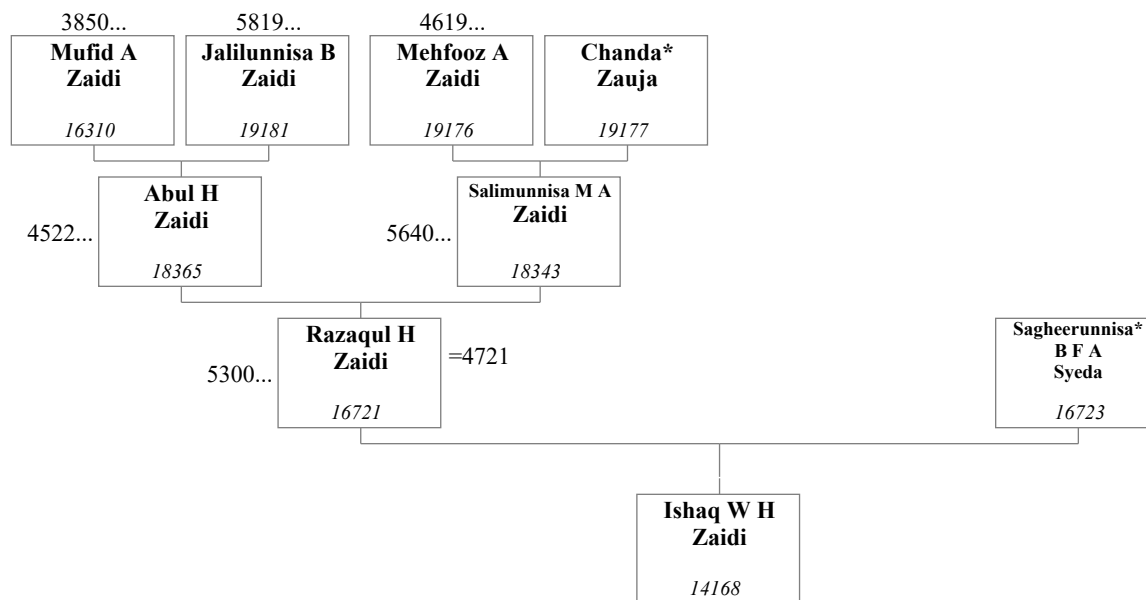 3850...
5819...
4619...
Mufid A
Zaidi
16310
Jalilunnisa B
Zaidi
19181
Mehfooz A
Zaidi
19176
Chanda*
Zauja
19177
4522...
Abul H
Zaidi
18365
5640...
Salimunnisa M A
Zaidi
18343
5300...
Razaqul H
Zaidi
16721
=4721
Sagheerunnisa*
B F A
Syeda
16723
Ishaq W H
Zaidi
14168